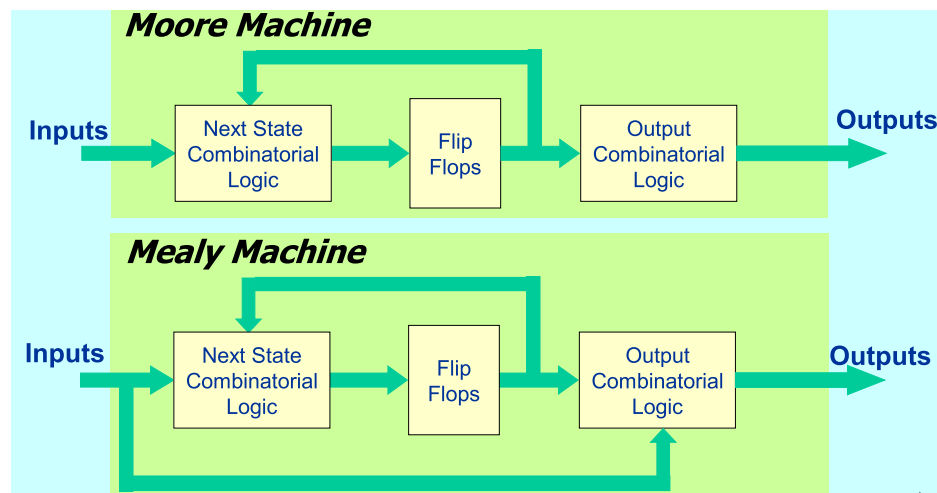 Moore Machine
Inputs
Next State
Combinatorial
Logic
Flip
Flops
Output
Combinatorial
Logic
Outputs
Mealy Machine
Inputs
Next State
Combinatorial
Logic
Flip
Flops
Output
Combinatorial
Logic
Outputs